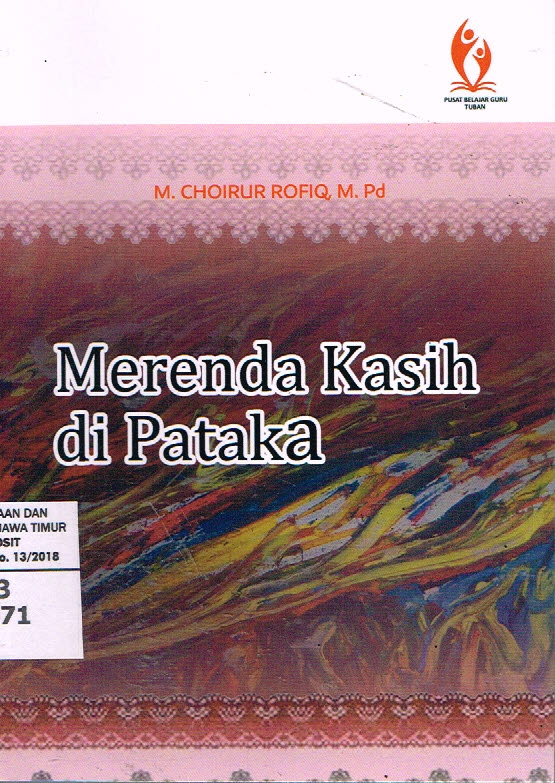 PUSAT BELAJAR GURU
TUBAN
M. CHOIRUR ROFIQ, M. Pd
Merenda Kasih
di Pataka
AAN DAN
JAWA TIMUR
OSIT
o. 13/2018
3
71